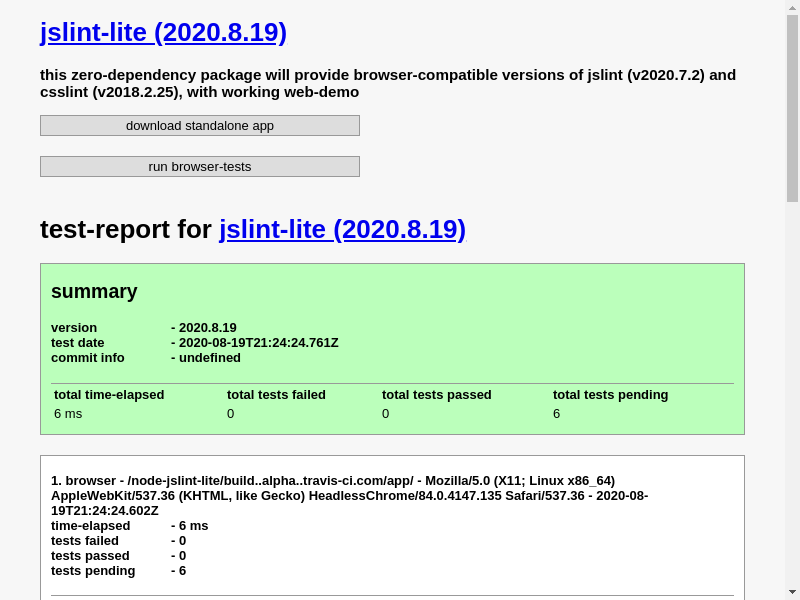 jslint-lite (2020.8.19)
this zero-dependency package will provide browser-compatible versions of jslint (v2020.7.2) and
csslint (v2018.2.25), with working web-demo
download standalone app
run browser-tests
test-report for jslint-lite (2020.8.19)
summary
version - 2020.8.19
test date - 2020-08-19T21:24:24.761Z
commit info - undefined
total time-elapsed total tests failed total tests passed total tests pending
6 ms 0 0 6
1. browser - /node-jslint-lite/build..alpha..travis-ci.com/app/ - Mozilla/5.0 (X11; Linux x86_64)
AppleWebKit/537.36 (KHTML, like Gecko) HeadlessChrome/84.0.4147.135 Safari/537.36 - 2020-08-
19T21:24:24.602Z
time-elapsed - 6 ms
tests failed - 0
tests passed - 0
tests pending - 6